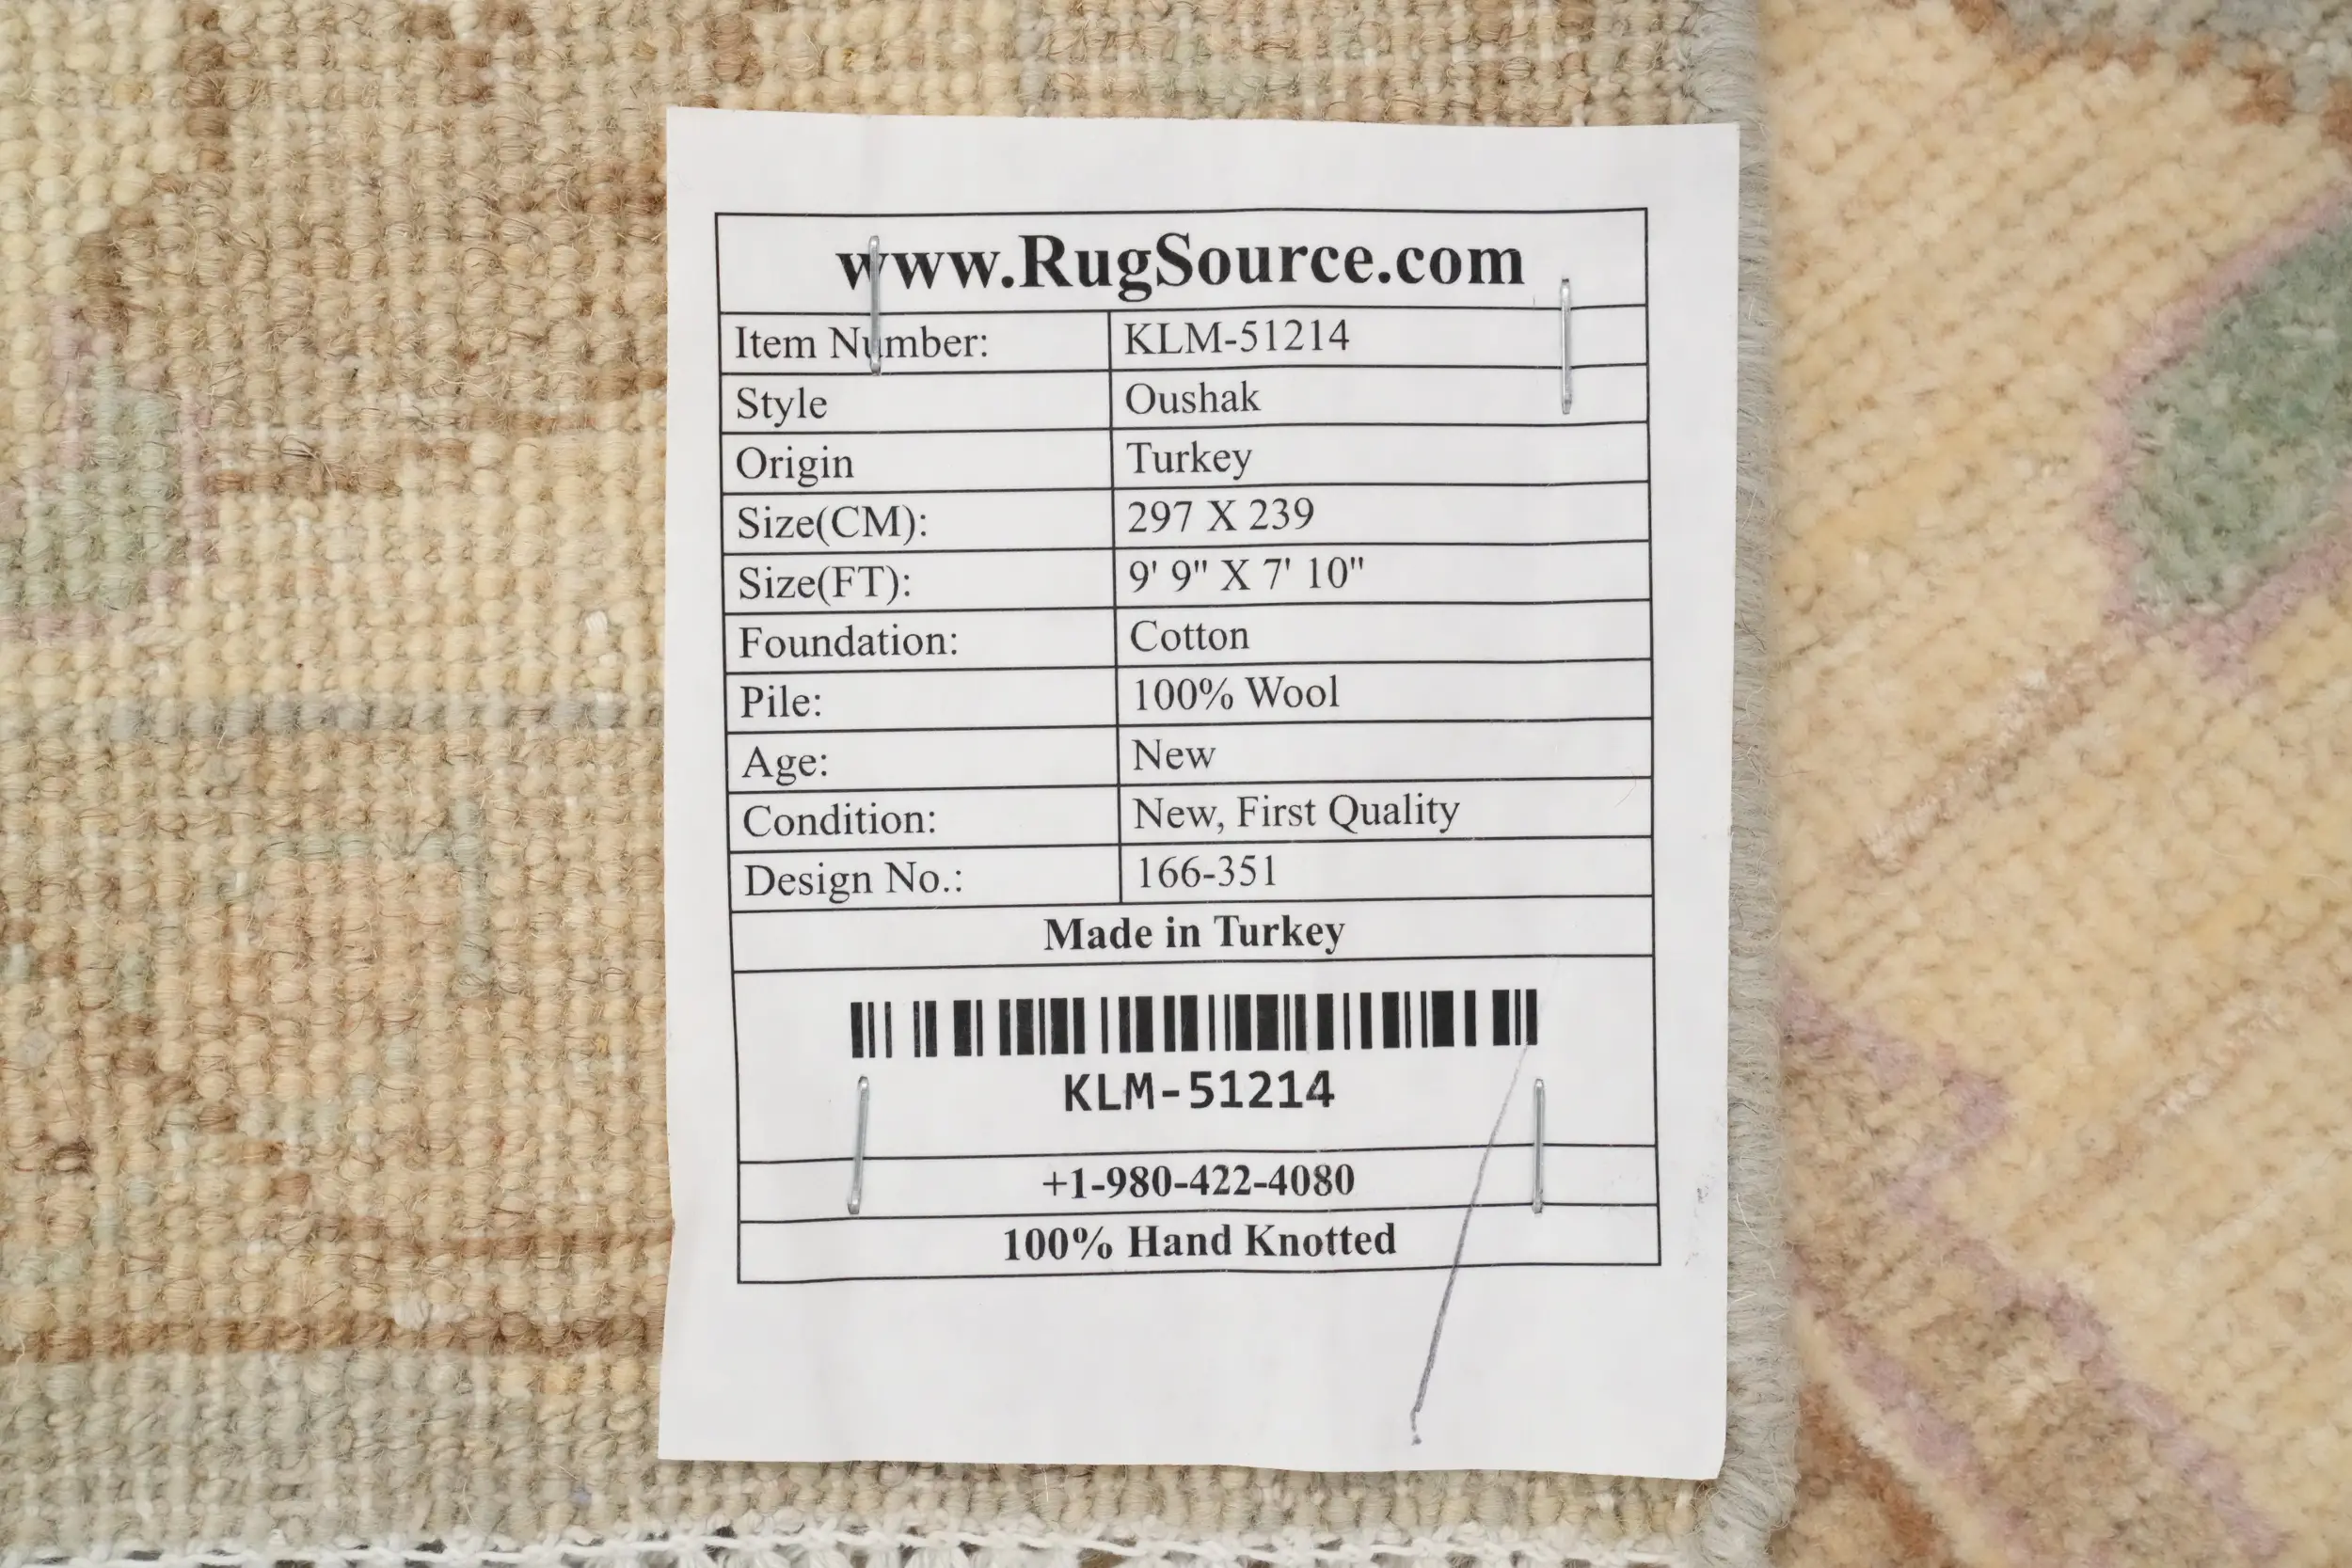 www.RugSource.com
Item Number: KLM-51214
Style Oushak
Origin Turkey
Size(CM): 297 X 239
Size(FT): 9' 9" X 7' 10"
Foundation: Cotton
Pile: 100% Wool
Age: New
Condition: New, First Quality
Design No.: 166-351
Made in Turkey
KLM-51214
+1-980-422-4080
100% Hand Knotted